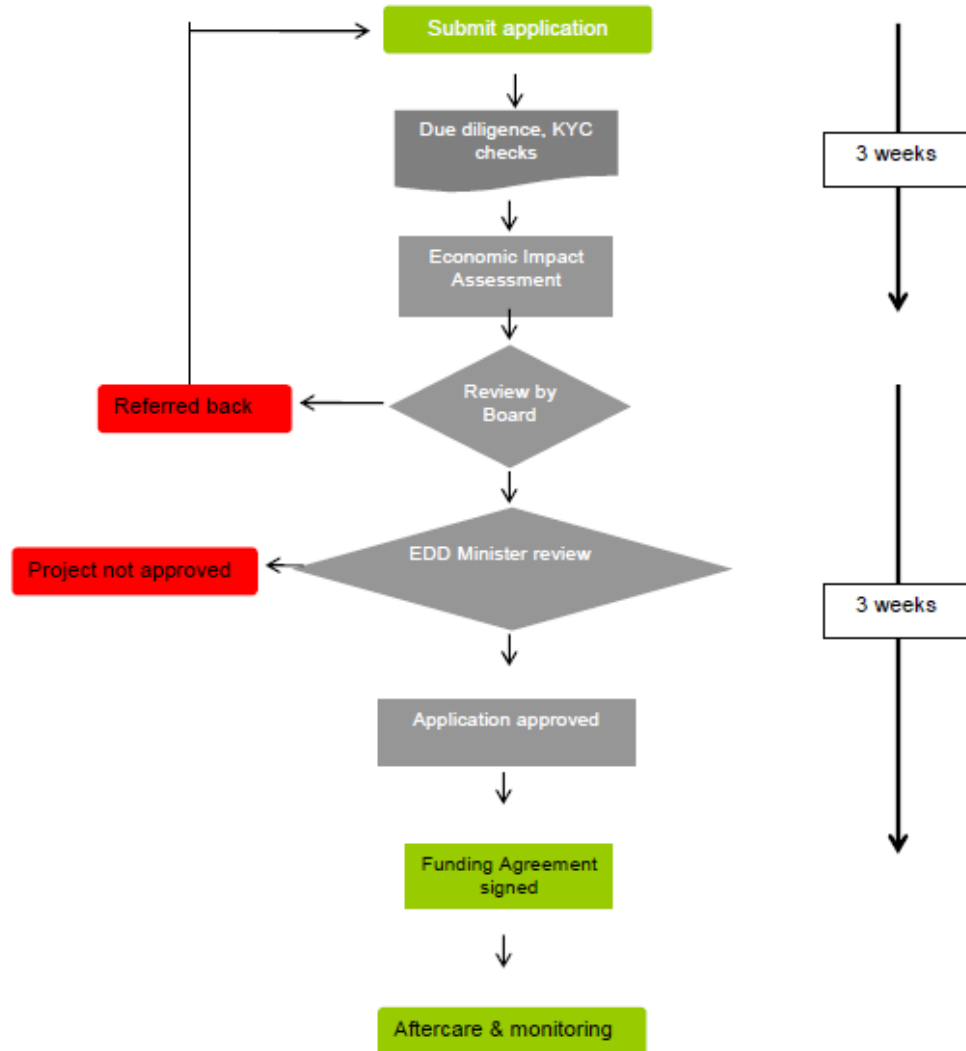 Submit application
Due diligence, KYC
checks
3 weeks
Economic Impact
Assessment
Review by
Board
Referred back
EDD Minister review
Project not approved
3 weeks
Application approved
Funding Agreement
signed
Aftercare & monitoring